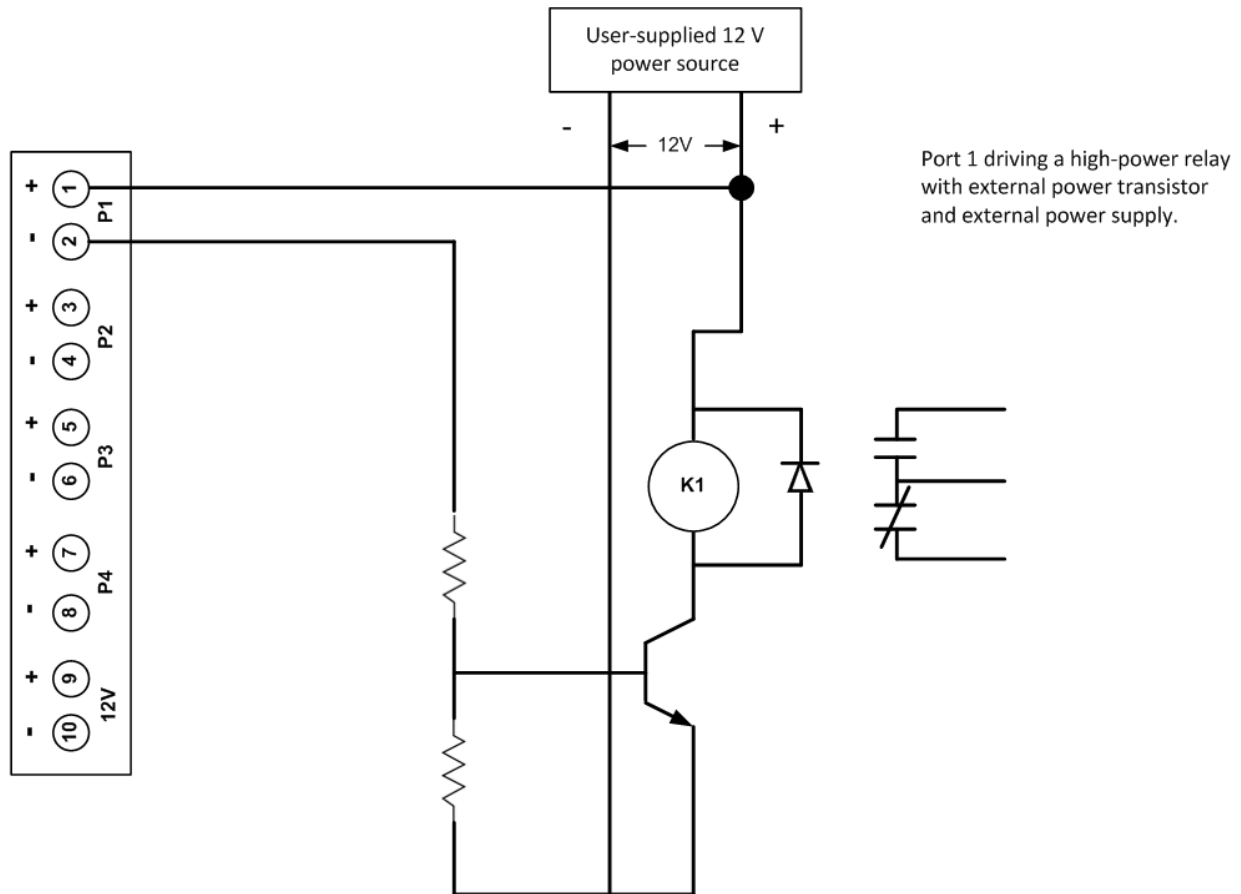 User-supplied 12 V
power source
- 12V +
Port 1 driving a high-power relay
with external power transistor
and external power supply.
+ 1
P1
- 2
+ 3
P2
- 4
+ 5
P3
- 6
+ 7
P4
- 8
+ 9
12V
- 10
K1